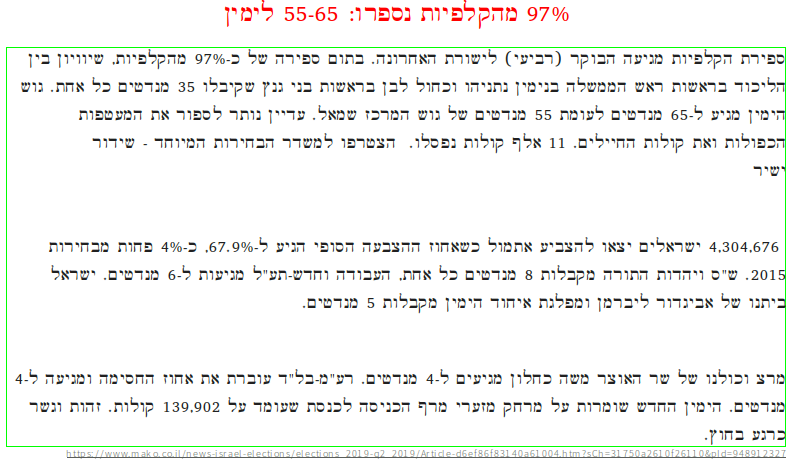 97% מהקלפיות נספרו: 55-65 לימין
ספירת הקלפיות מגיעה הבוקר (רביעי) לישורת האחרונה. בתום ספירה של כ-97% מהקלפיות, שיוויון בין
הליכוד בראשות ראש הממשלה בנימין נתניהו וכחול לבן בראשות בני גנץ שקיבלו 35 מנדטים כל אחת. גוש
הימין מגיע ל-65 מנדטים לעומת 55 מנדטים של גוש המרכז שמאל. עדיין נותר לספור את המעטפות
הכפולות ואת קולות החיילים. 11 אלף קולות נפסלו. הצטרפו למשדר הבחירות המיוחד - שידור
ישיר
4,304,676 ישראלים יצאו להצביע אתמול כשאחוז ההצבעה הסופי הגיע ל-67.9%, כ-4% פחות מבחירות
2015. ש"ס ויהדות התורה מקבלות 8 מנדטים כל אחת, העבודה וחדש-תע"ל מגיעות ל-6 מנדטים. ישראל
ביתנו של אביגדור ליברמן ומפלגת איחוד הימין מקבלות 5 מנדטים.
מרצ וכולנו של שר האוצר משה כחלון מגיעים ל-4 מנדטים. רע"מ-בל"ד עוברת את אחוז החסימה ומגיעה ל-4
מנדטים. הימין החדש שומרות על מרחק מזערי מרף הכניסה לכנסת שעומד על 139,902 קולות. זהות וגשר
כרגע בחוץ.
https://www.mako.co.il/news-israel-elections/elections_2019-q2_2019/Article-d6ef86f83140a61004.htm?sCh=31750a2610f26110&pId=948912327